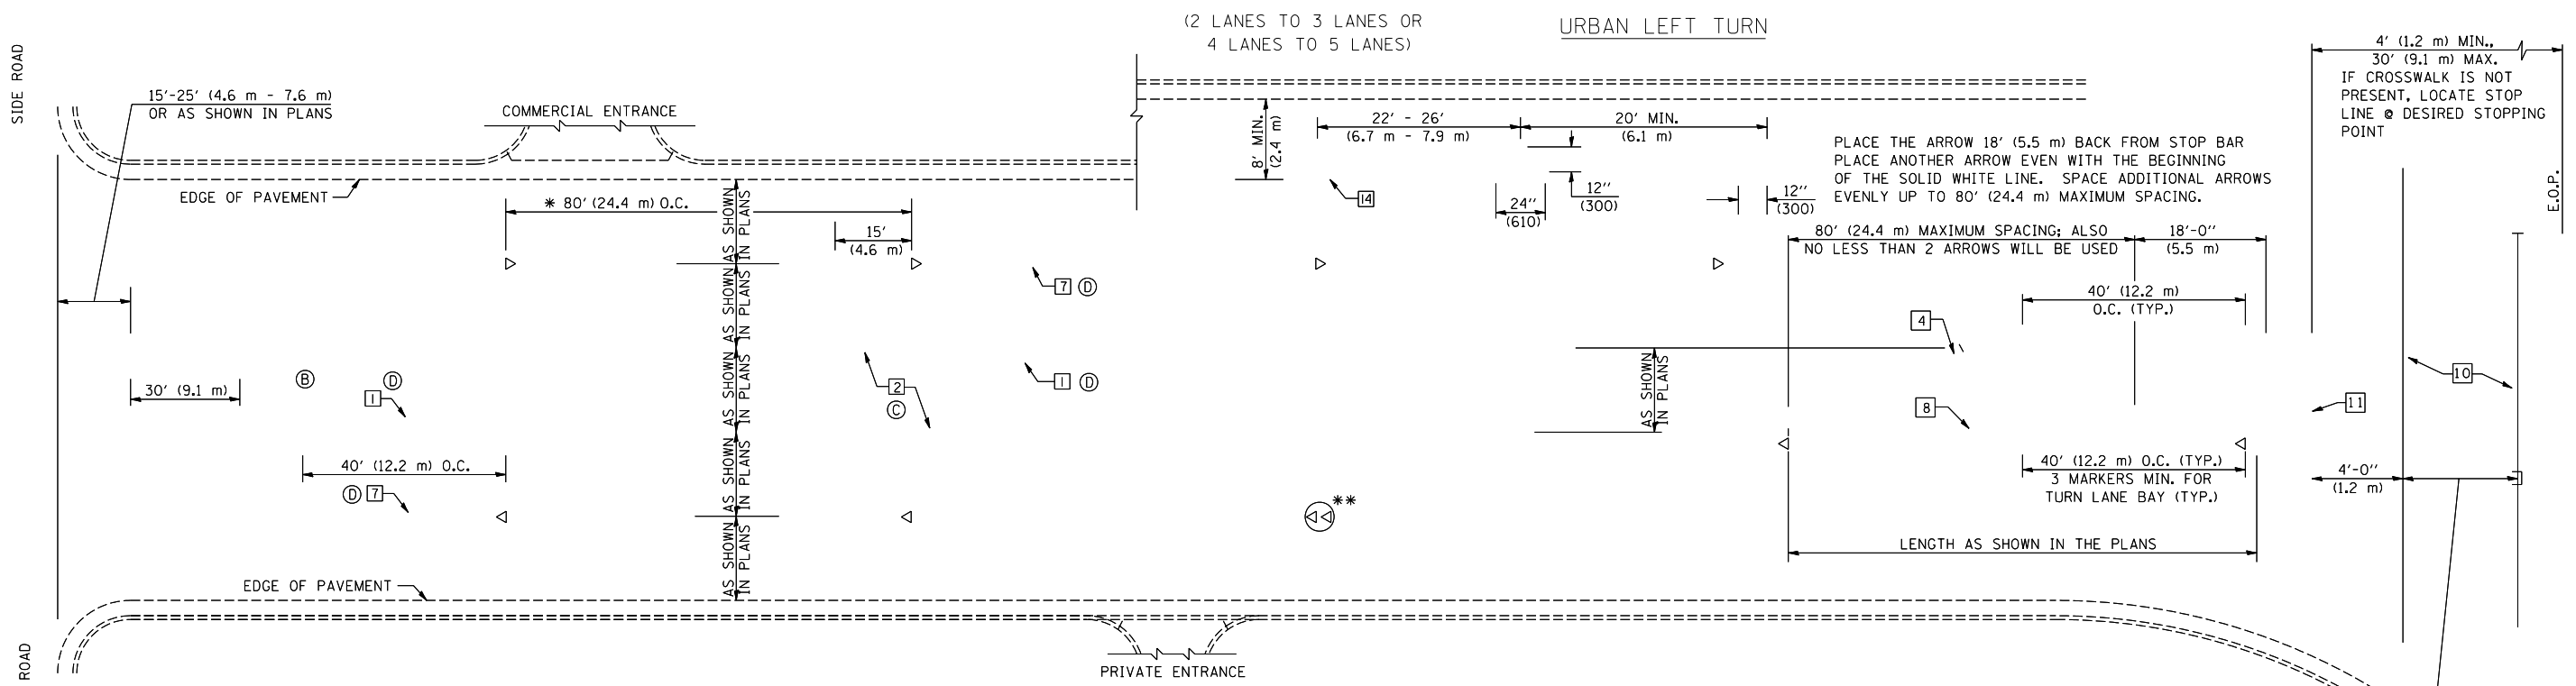 (2 LANES TO 3 LANES OR
4 LANES TO 5 LANES)
URBAN LEFT TURN
SIDE ROAD
15'-25' (4.6 m - 7.6 m)
OR AS SHOWN IN PLANS
COMMERCIAL ENTRANCE
EDGE OF PAVEMENT
* 80' (24.4 m) O.C.
15'
(4.6 m)
8' MIN.
(2.4 m)
22' - 26'
(6.7 m - 7.9 m)
20' MIN.
(6.1 m)
14
24''
(610)
12''
(300)
12''
(300)
4' (1.2 m) MIN.,
30' (9.1 m) MAX.
IF CROSSWALK IS NOT
PRESENT, LOCATE STOP
LINE @ DESIRED STOPPING
POINT
E.O.P.
PLACE THE ARROW 18' (5.5 m) BACK FROM STOP BAR
PLACE ANOTHER ARROW EVEN WITH THE BEGINNING
OF THE SOLID WHITE LINE.  SPACE ADDITIONAL ARROWS
EVENLY UP TO 80' (24.4 m) MAXIMUM SPACING.
80' (24.4 m) MAXIMUM SPACING; ALSO
NO LESS THAN 2 ARROWS WILL BE USED
18'-0''
(5.5 m)
40' (12.2 m)
O.C. (TYP.)
AS SHOWN
IN PLANS
AS SHOWN
IN PLANS
AS SHOWN
IN PLANS
AS SHOWN
IN PLANS
AS SHOWN
IN PLANS
7 D
4
30' (9.1 m)
B
D
1
2
C
1 D
AS SHOWN
IN PLANS
8
10
11
40' (12.2 m) O.C.
D 7
**
40' (12.2 m) O.C. (TYP.)
3 MARKERS MIN. FOR
TURN LANE BAY (TYP.)
4'-0''
(1.2 m)
LENGTH AS SHOWN IN THE PLANS
EDGE OF PAVEMENT
ROAD
PRIVATE ENTRANCE